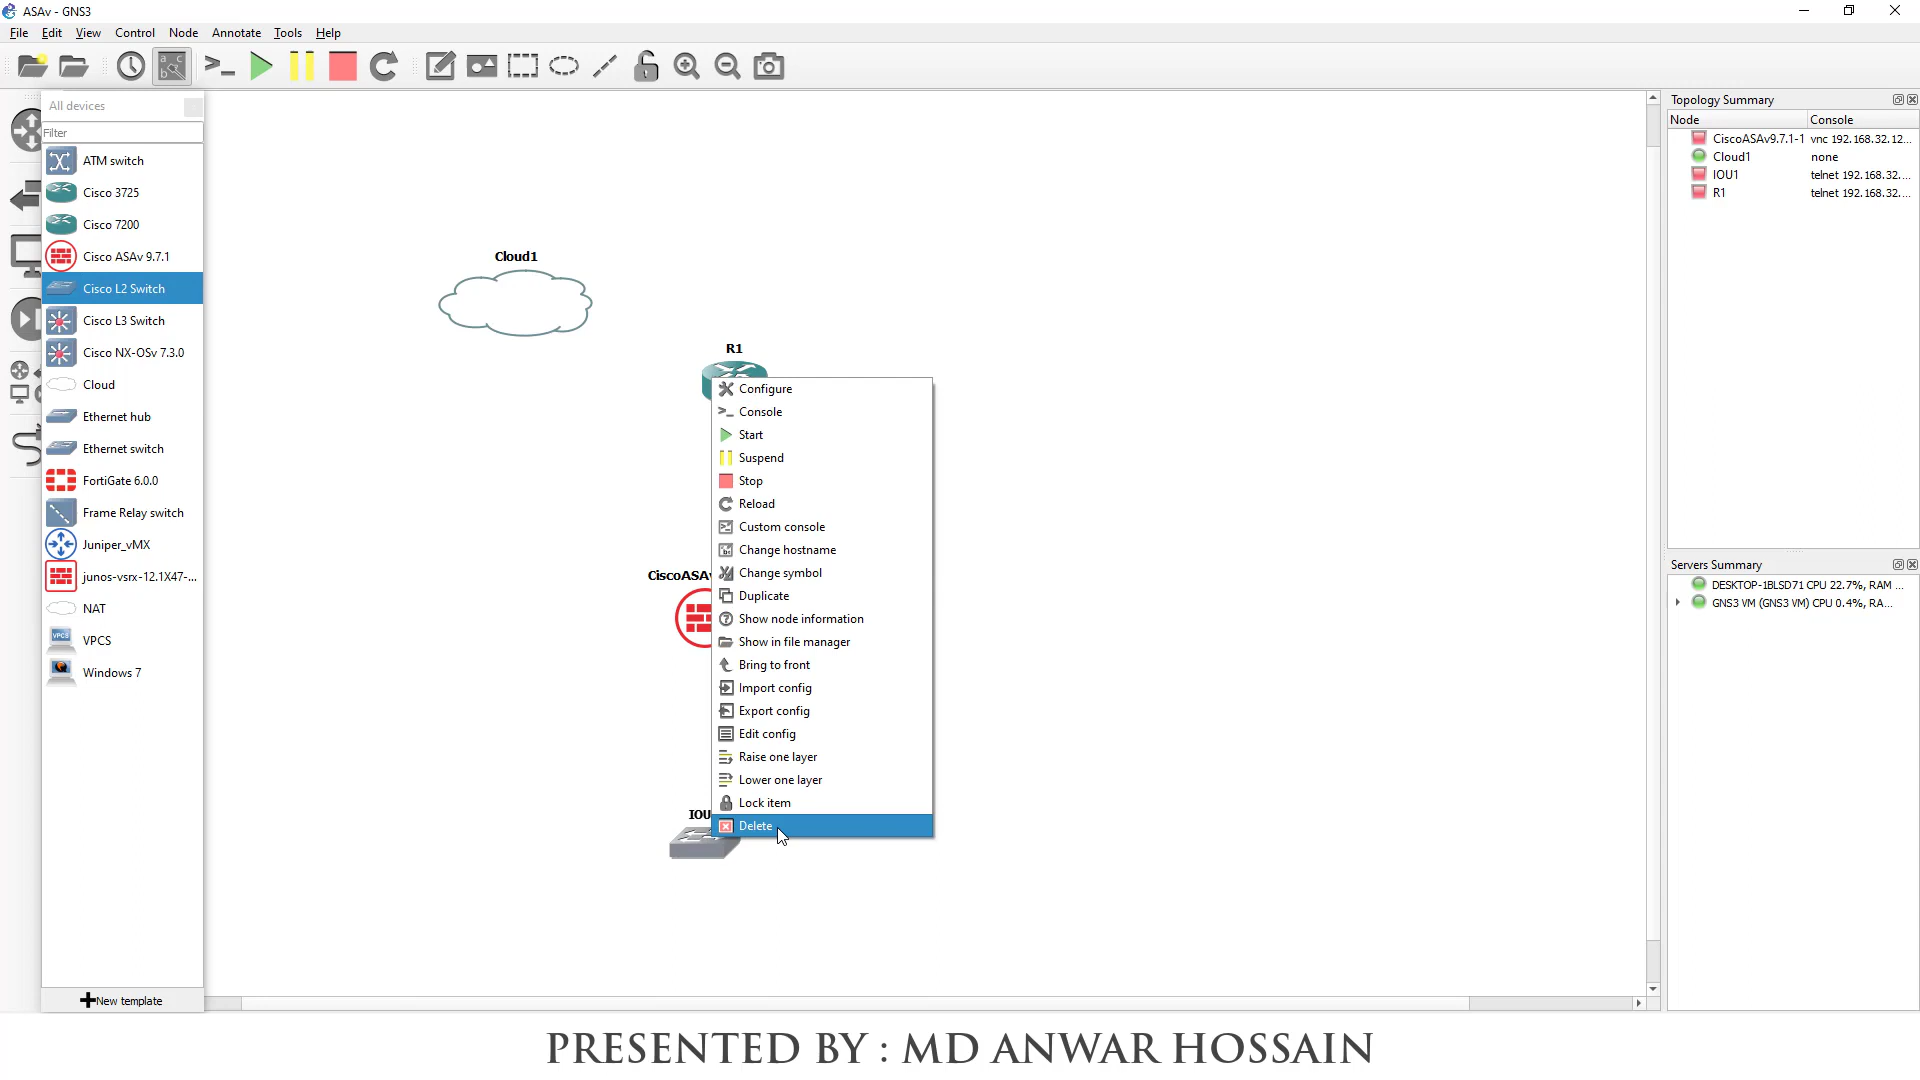 ASAv - GNS3
File Edit View Control Node Annotate Tools Help
All devices
Filter
ATM switch
Cisco 3725
Cisco 7200
Cisco ASAv 9.7.1
Cisco L2 Switch
Cisco L3 Switch
Cisco NX-OSv 7.3.0
Cloud
Ethernet hub
Ethernet switch
FortiGate 6.0.0
Frame Relay switch
Juniper_vMX
junos-vsrx-12.1X47-...
NAT
VPCS
Windows 7
New template
Cloud1
R1
CiscoASAv
IOU
Configure
Console
Start
Suspend
Stop
Reload
Custom console
Change hostname
Change symbol
Duplicate
Show node information
Show in file manager
Bring to front
Import config
Export config
Edit config
Raise one layer
Lower one layer
Lock item
Delete
Topology Summary
Node Console
CiscoASAv9.7.1-1 vnc 192.168.32.12...
Cloud1 none
IOU1 telnet 192.168.32....
R1 telnet 192.168.32....
Servers Summary
DESKTOP-1BLSD71 CPU 22.7%, RAM ...
GNS3 VM (GNS3 VM) CPU 0.4%, RA...
PRESENTED BY : MD ANWAR HOSSAIN